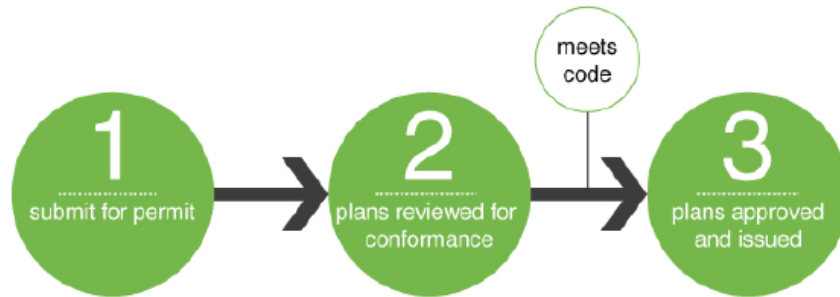 1
submit for permit
2
plans reviewed for
conformance
meets
code
3
plans approved
and issued